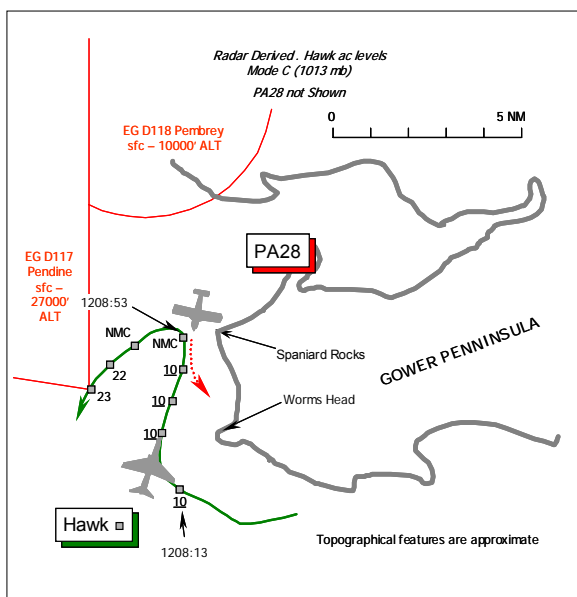 Radar Derived . Hawk ac levels
Mode C (1013 mb)
PA28 not Shown
0 5 NM
EG D118 Pembrey
sfc – 10000' ALT
EG D117
Pendine
sfc –
27000'
ALT
PA28
1208:53
NMC
NMC
Spaniard Rocks
GOWER PENNINSULA
22
10
23
10
Worms Head
10
10
Hawk
1208:13
Topographical features are approximate